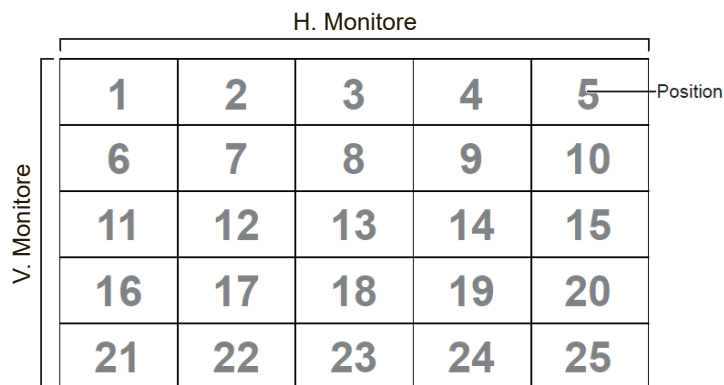 H. Monitore
1 2 3 4 5 Position
6 7 8 9 10
11 12 13 14 15
16 17 18 19 20
21 22 23 24 25
V. Monitore